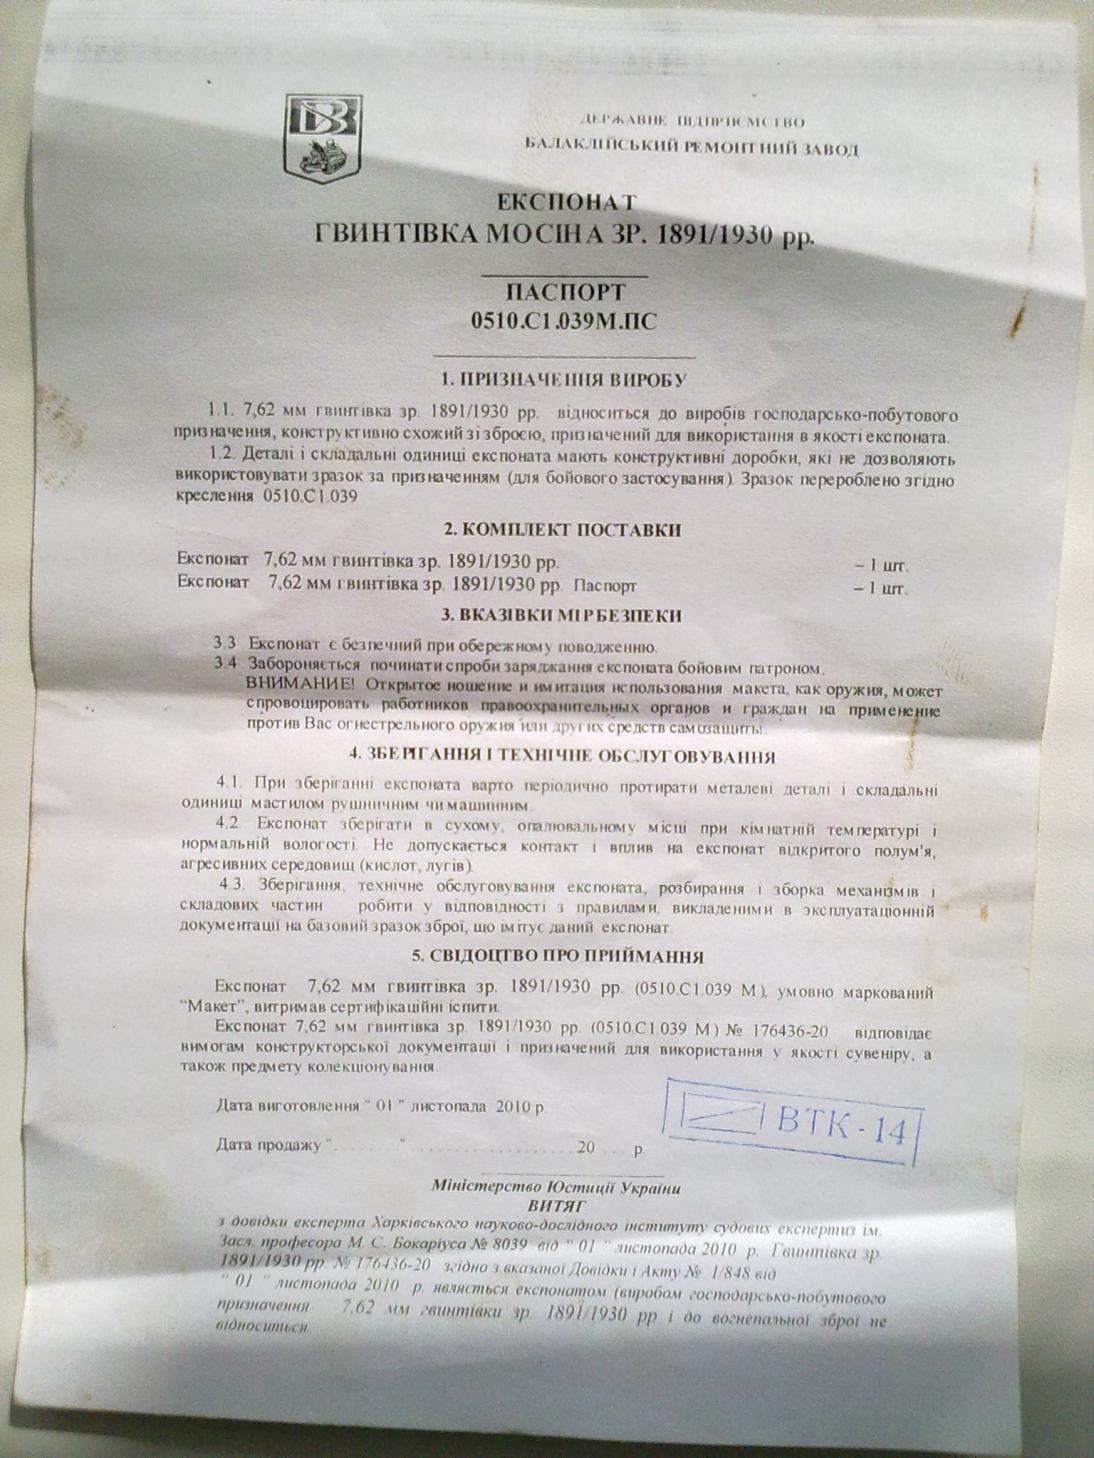 ДЕРЖАВНЕ ПІДПРИЄМСТВО
БАЛАКЛІЙСЬКИЙ РЕМОНТНИЙ ЗАВОД
ЕКСПОНАТ
ГВИНТІВКА МОСІНА ЗР. 1891/1930 рр.
ПАСПОРТ
0510.С1.039М.ПС
1. ПРИЗНАЧЕННЯ ВИРОБУ
1.1. 7,62 мм гвинтівка зр. 1891/1930 рр. відноситься до виробів господарсько-побутового
призначення, конструктивно схожий зі зброєю, призначений для використання в якості експоната.
1.2. Деталі і складальні одиниці експоната мають конструктивні доробки, які не дозволяють
використовувати зразок за призначенням (для бойового застосування). Зразок перероблено згідно
креслення 0510.С1.039
2. КОМПЛЕКТ ПОСТАВКИ
Експонат 7,62 мм гвинтівка зр. 1891/1930 рр. – 1 шт.
Експонат 7,62 мм гвинтівка зр. 1891/1930 рр. Паспорт – 1 шт.
3. ВКАЗІВКИ МІР БЕЗПЕКИ
3.3 Експонат є безпечний при обережному поводженню.
3.4 Забороняється починати спроби заряджання експоната бойовим патроном.
ВНИМАНИЕ! Открытое ношение и имитация использования макета, как оружия, может
спровоцировать работников правоохранительных органов и граждан на применение
против Вас огнестрельного оружия или других средств самозащиты.
4. ЗБЕРІГАННЯ І ТЕХНІЧНЕ ОБСЛУГОВУВАННЯ
4.1. При зберіганні експоната варто періодично протирати металеві деталі і складальні
одиниці мастилом рушничним чи машинним.
4.2. Експонат зберігати в сухому, опалювальному місці при кімнатній температурі і
нормальній вологості. Не допускається контакт і вплив на експонат відкритого полум'я,
агресивних середовищ (кислот, лугів).
4.3. Зберігання, технічне обслуговування експоната, розбирання і зборка механізмів і
складових частин робити у відповідності з правилами, викладеними в эксплуатаційній
документації на базовий зразок зброї, що імітує даний експонат.
5. СВІДОЦТВО ПРО ПРИЙМАННЯ
Експонат 7,62 мм гвинтівка зр. 1891/1930 рр. (0510.С1.039 М), умовно маркований
“Макет”, витримав сертифікаційні іспити.
Експонат 7,62 мм гвинтівка зр. 1891/1930 рр. (0510.С1.039 М) № 176436-20 відповідає
вимогам конструкторської документації і призначений для використання у якості сувеніру, а
також предмету колекціонування.
Дата виготовлення " 01 " листопада 2010 р.
ВТК - 14
Дата продажу " " 20 р.
Міністерство Юстиції України
ВИТЯГ
з довідки експерта Харківського науково-дослідного інституту судових експертиз ім.
Засл. професора М. С. Бокаріуса № 8039 від " 01 " листопада 2010 р. Гвинтівка зр.
1891/1930 рр. № 176436-20 згідно з вказаної Довідки і Акту № 1/848 від
" 01 " листопада 2010 р. являється експонатом (виробом господарсько-побутового
призначення 7,62 мм гвинтівки зр. 1891/1930 рр і до вогнепальної зброї не
відноситься.